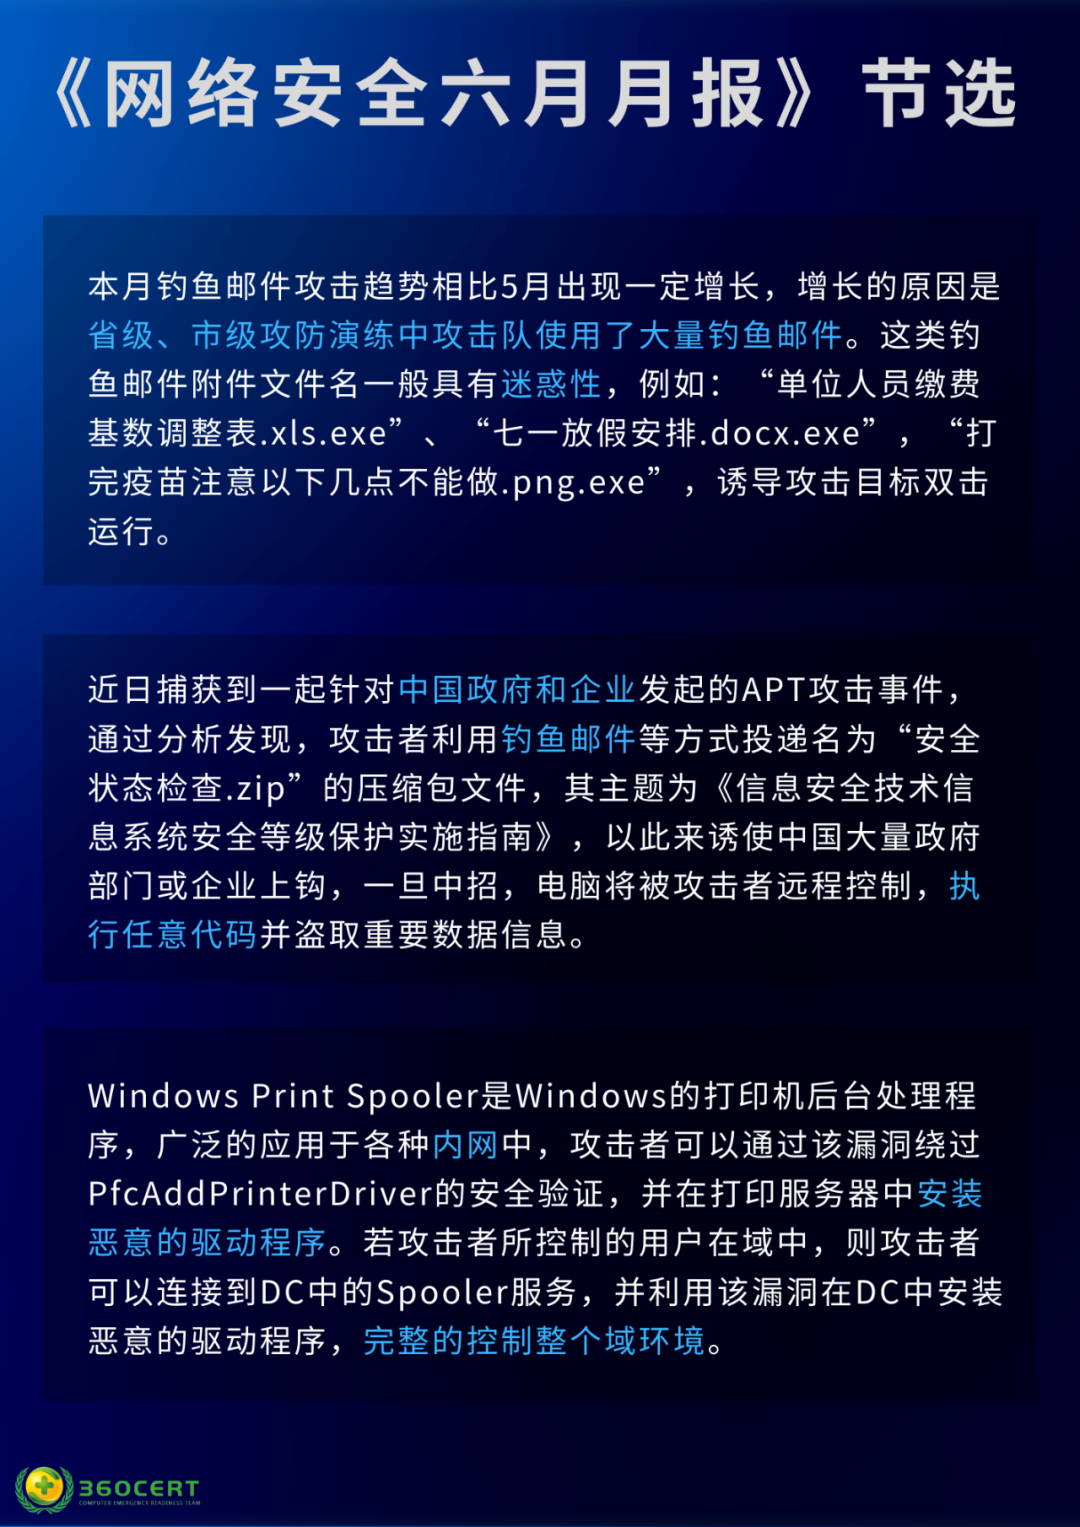 《网络安全六月月报》节选
本月钓鱼邮件攻击趋势相比5月出现一定增长，增长的原因是
省级、市级攻防演练中攻击队使用了大量钓鱼邮件。这类钓
鱼邮件附件文件名一般具有迷惑性，例如：“单位人员缴费
基数调整表.xls.exe”、“七一放假安排.docx.exe”，“打
完疫苗注意以下几点不能做.png.exe”，诱导攻击目标双击
运行。
近日捕获到一起针对中国政府和企业发起的APT攻击事件，
通过分析发现，攻击者利用钓鱼邮件等方式投递名为“安全
状态检查.zip”的压缩包文件，其主题为《信息安全技术信
息系统安全等级保护实施指南》，以此来诱使中国大量政府
部门或企业上钩，一旦中招，电脑将被攻击者远程控制，执
行任意代码并盗取重要数据信息。
Windows Print Spooler是Windows的打印机后台处理程
序，广泛的应用于各种内网中，攻击者可以通过该漏洞绕过
PfcAddPrinterDriver的安全验证，并在打印服务器中安装
恶意的驱动程序。若攻击者所控制的用户在域中，则攻击者
可以连接到DC中的Spooler服务，并利用该漏洞在DC中安装
恶意的驱动程序，完整的控制整个域环境。
360CERT
COMPUTER EMERGENCY READINESS TEAM